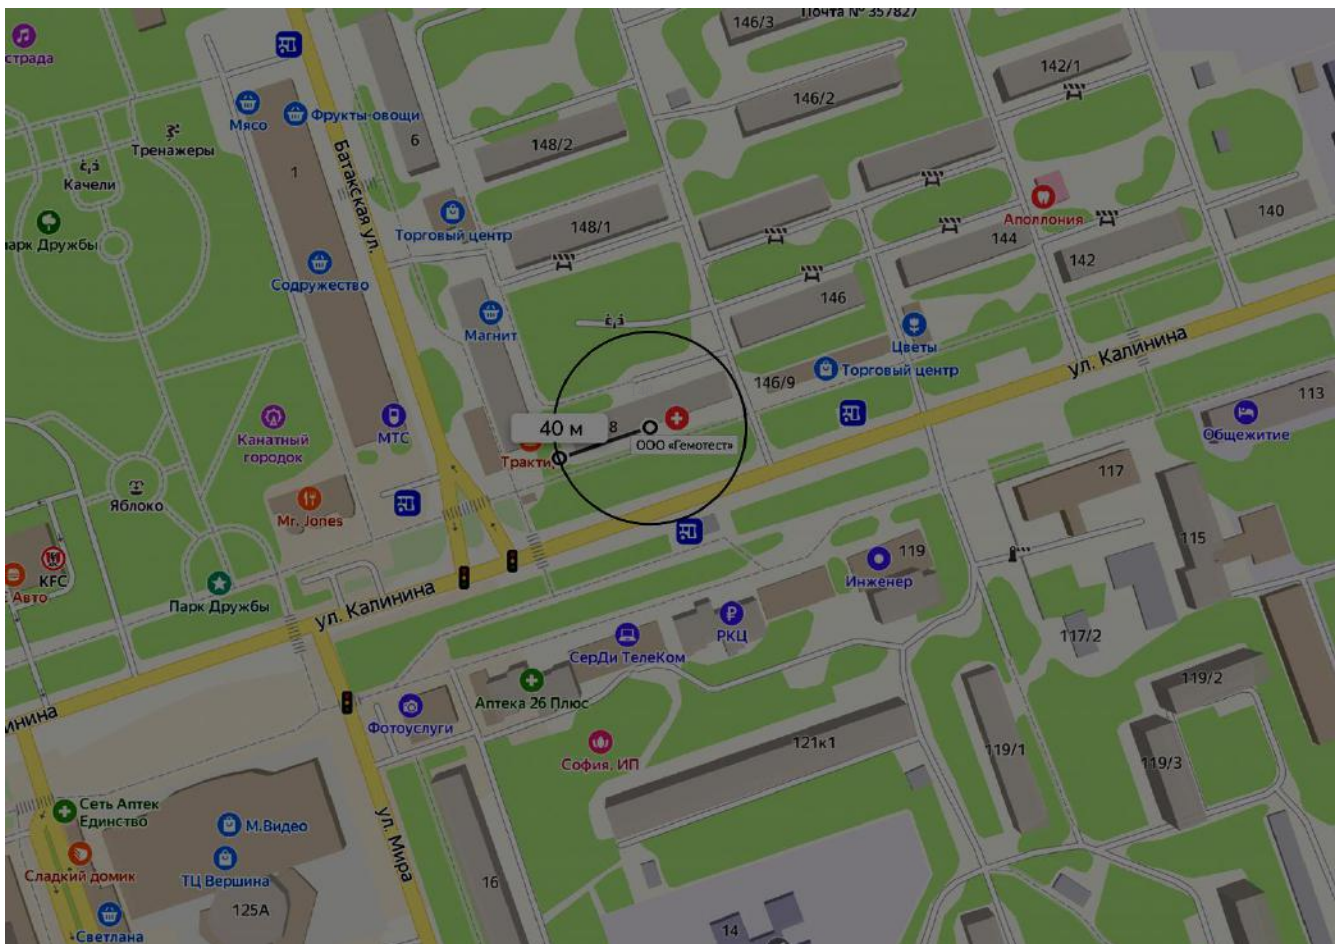 146/3
Почта № 357827
страда
142/1
146/2
Мясо
Фрукты-овощи
6
148/2
Тренажеры
Качели
1
Батакская ул.
Аполлония
140
парк Дружбы
Торговый центр
148/1
144
142
Содружество
146
Магнит
Цветы
ул. Калинина
146/9
Торговый центр
113
Канатный
городок
МТС
40 м
8
ООО «Гемотест»
Общежитие
Тракти
117
Яблоко
Mr. Jones
115
119
KFC
Авто
Инженер
Парк Дружбы
ул. Калинина
РКЦ
117/2
СерДи ТелеКом
119/2
Аптека 26 Плюс
Фотоуслуги
инина
121к1
119/1
119/3
София, ИП
Сеть Аптек
Единство
М.Видео
ул. Мира
Сладкий домик
ТЦ Вершина
16
125А
14
Светлана